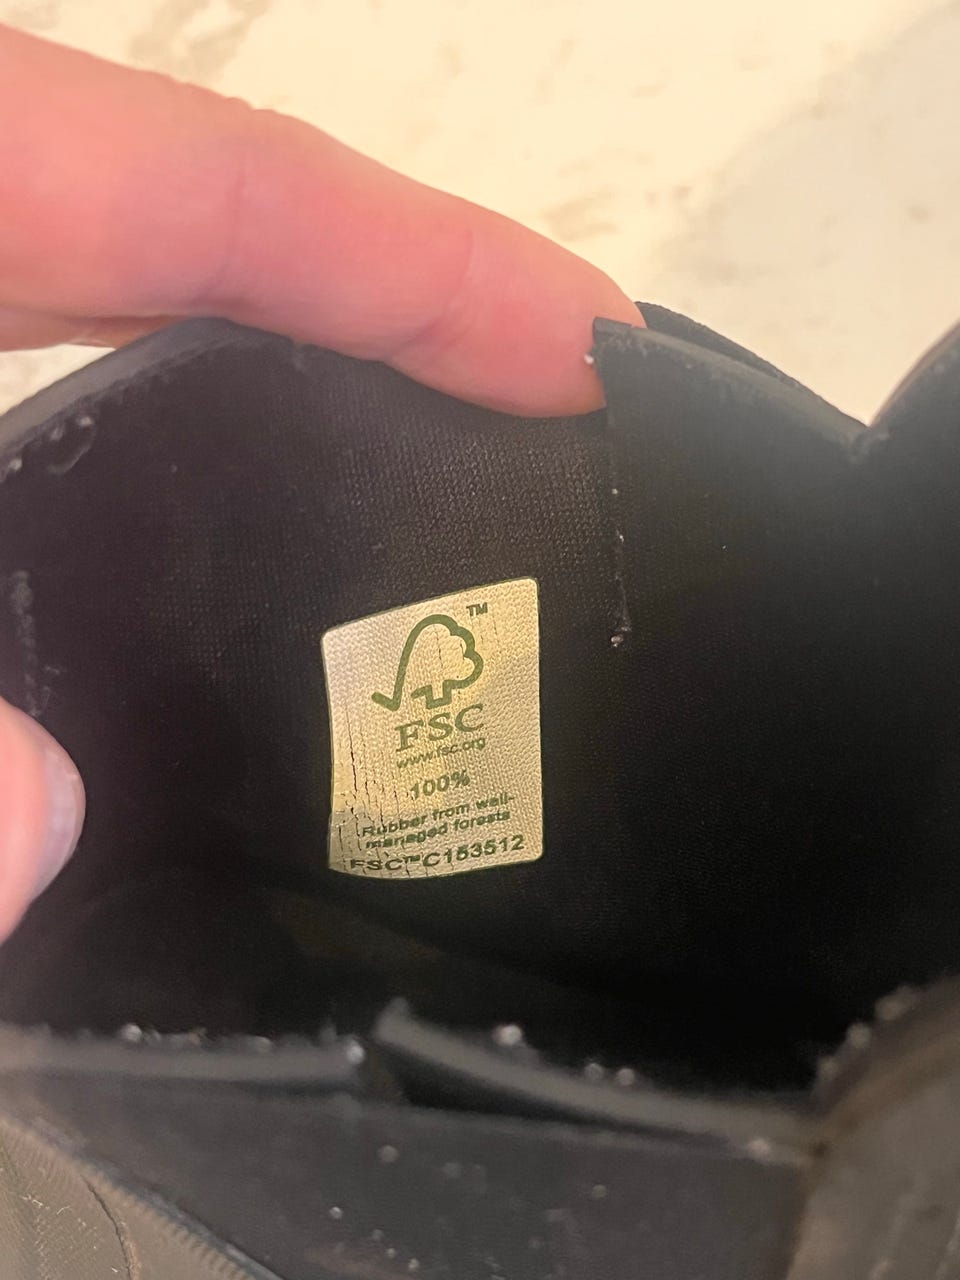 TM
FSC
www.fsc.org
100%
Rubber from well-
managed forests
FSC™C153512